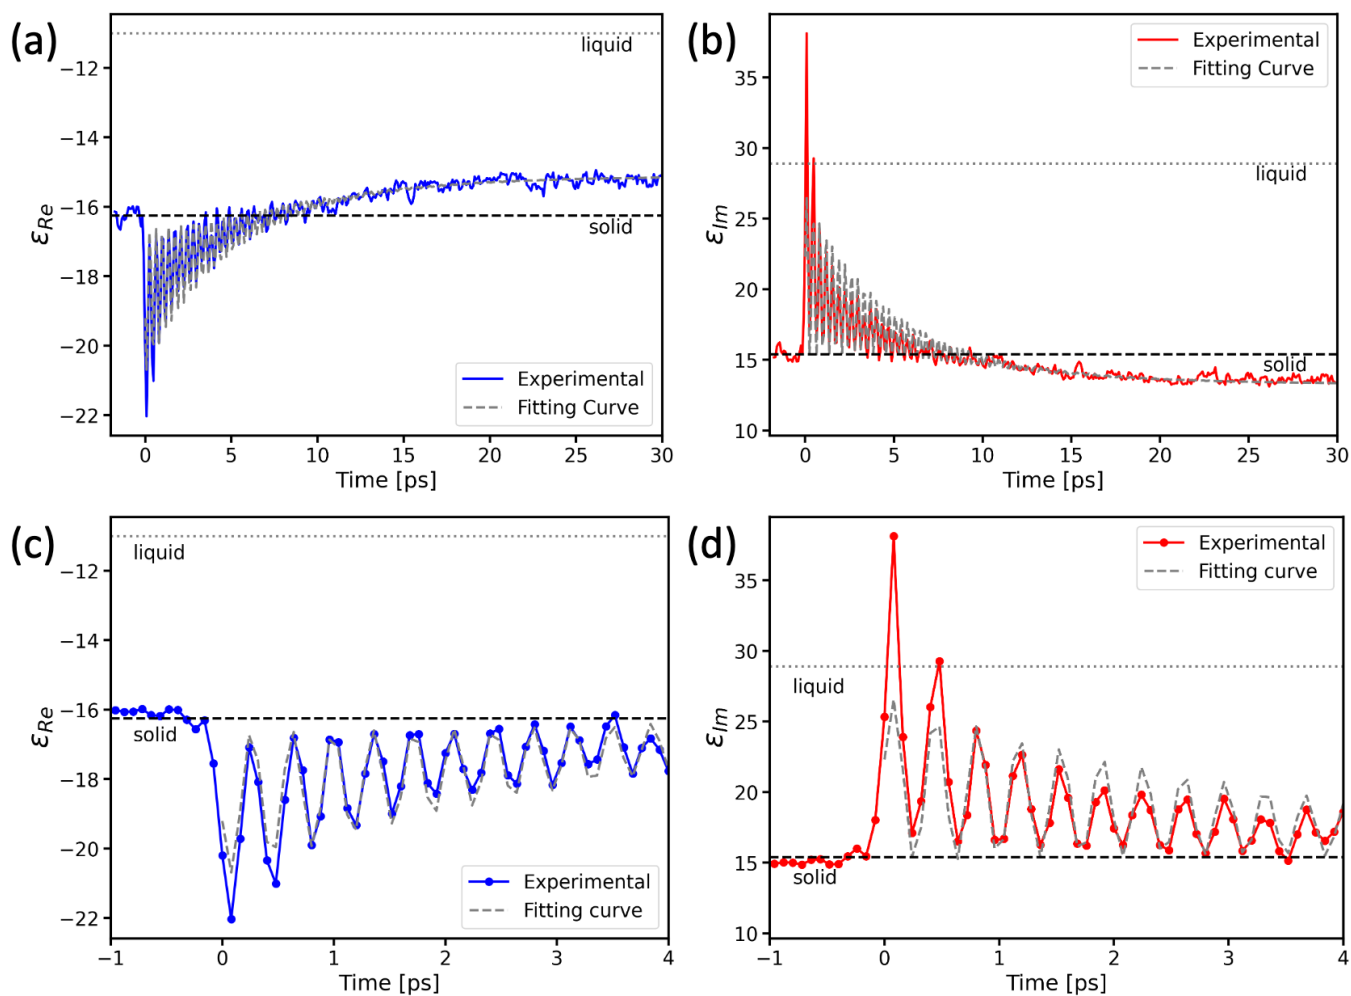 (a)
liquid
−12
−14
−16
−18
−20
−22
ε_Re
solid
Experimental
Fitting Curve
0 5 10 15 20 25 30
Time [ps]
(b)
Experimental
Fitting Curve
35
30
25
20
15
10
ε_Im
liquid
solid
0 5 10 15 20 25 30
Time [ps]
(c)
liquid
−12
−14
−16
−18
−20
−22
ε_Re
solid
Experimental
Fitting curve
−1 0 1 2 3 4
Time [ps]
(d)
Experimental
Fitting curve
35
30
25
20
15
10
ε_Im
liquid
solid
−1 0 1 2 3 4
Time [ps]